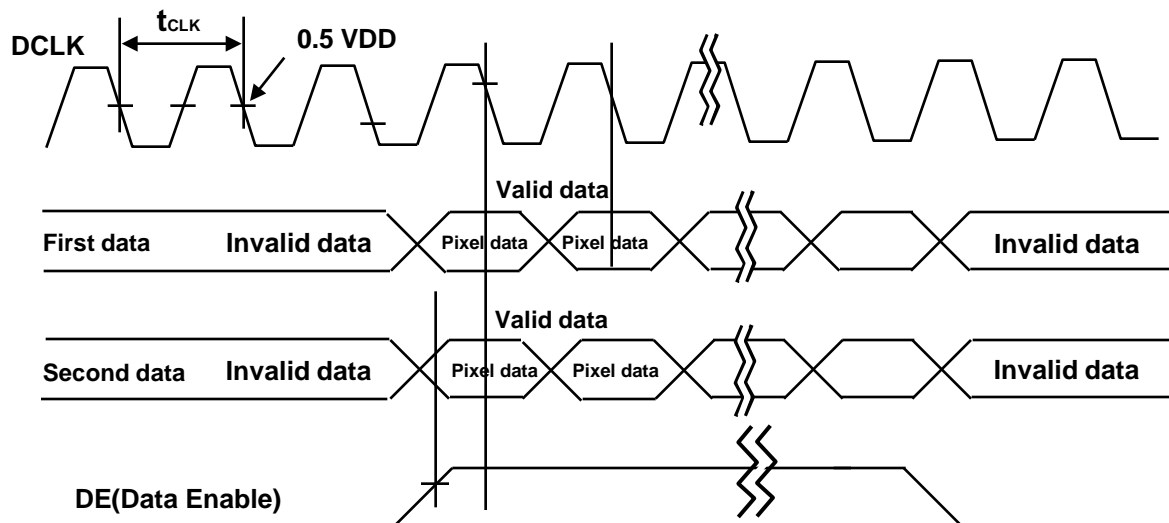 tCLK
DCLK
0.5 VDD
Valid data
First data Invalid data Pixel data Pixel data Invalid data
Valid data
Second data Invalid data Pixel data Pixel data Invalid data
DE(Data Enable)